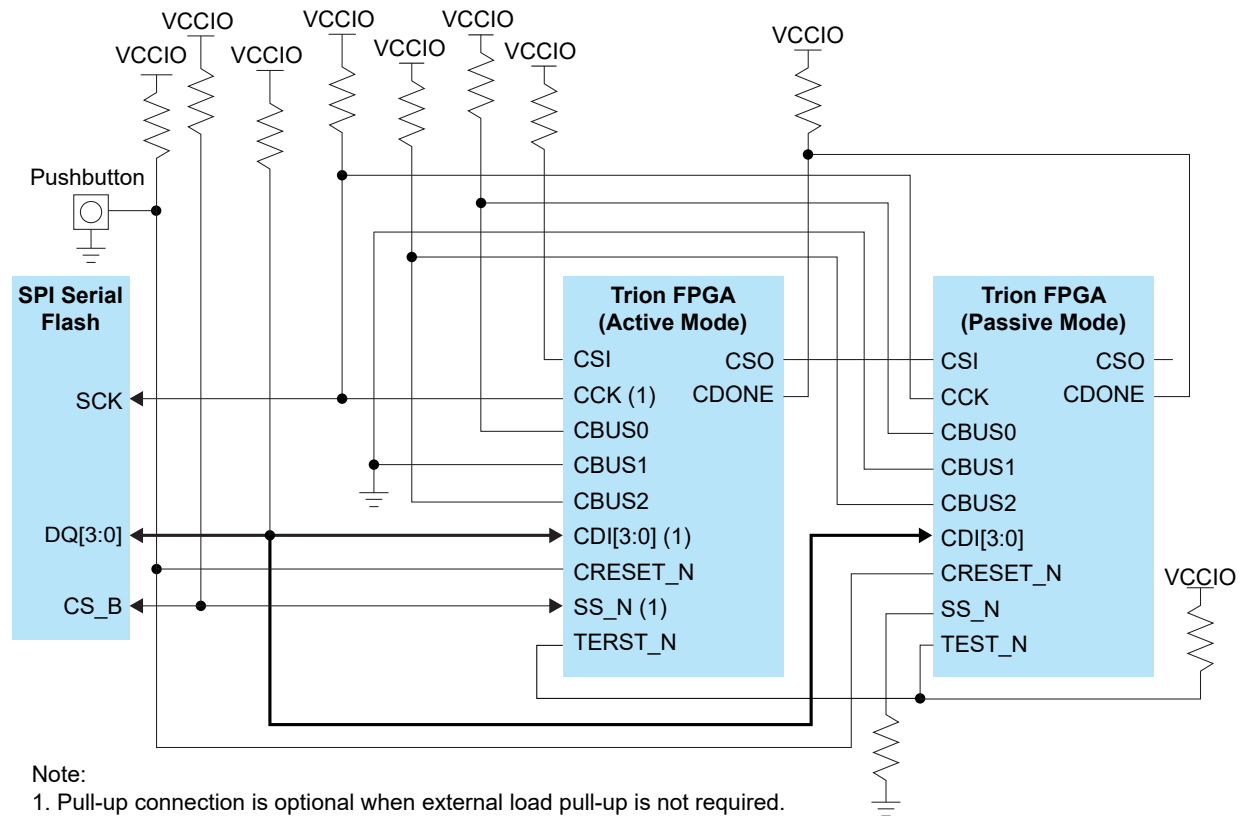 VCCIO
VCCIO
VCCIO
VCCIO
VCCIO
VCCIO
VCCIO
VCCIO
VCCIO
Pushbutton
SPI Serial
Flash
SCK
DQ[3:0]
CS_B
Trion FPGA
(Active Mode)
CSI
CCK (1)
CBUS0
CBUS1
CBUS2
CDI[3:0] (1)
CRESET_N
SS_N (1)
TERST_N
CSO
CDONE
Trion FPGA
(Passive Mode)
CSI
CCK
CBUS0
CBUS1
CBUS2
CDI[3:0]
CRESET_N
SS_N
TEST_N
CSO
CDONE
Note:
1. Pull-up connection is optional when external load pull-up is not required.